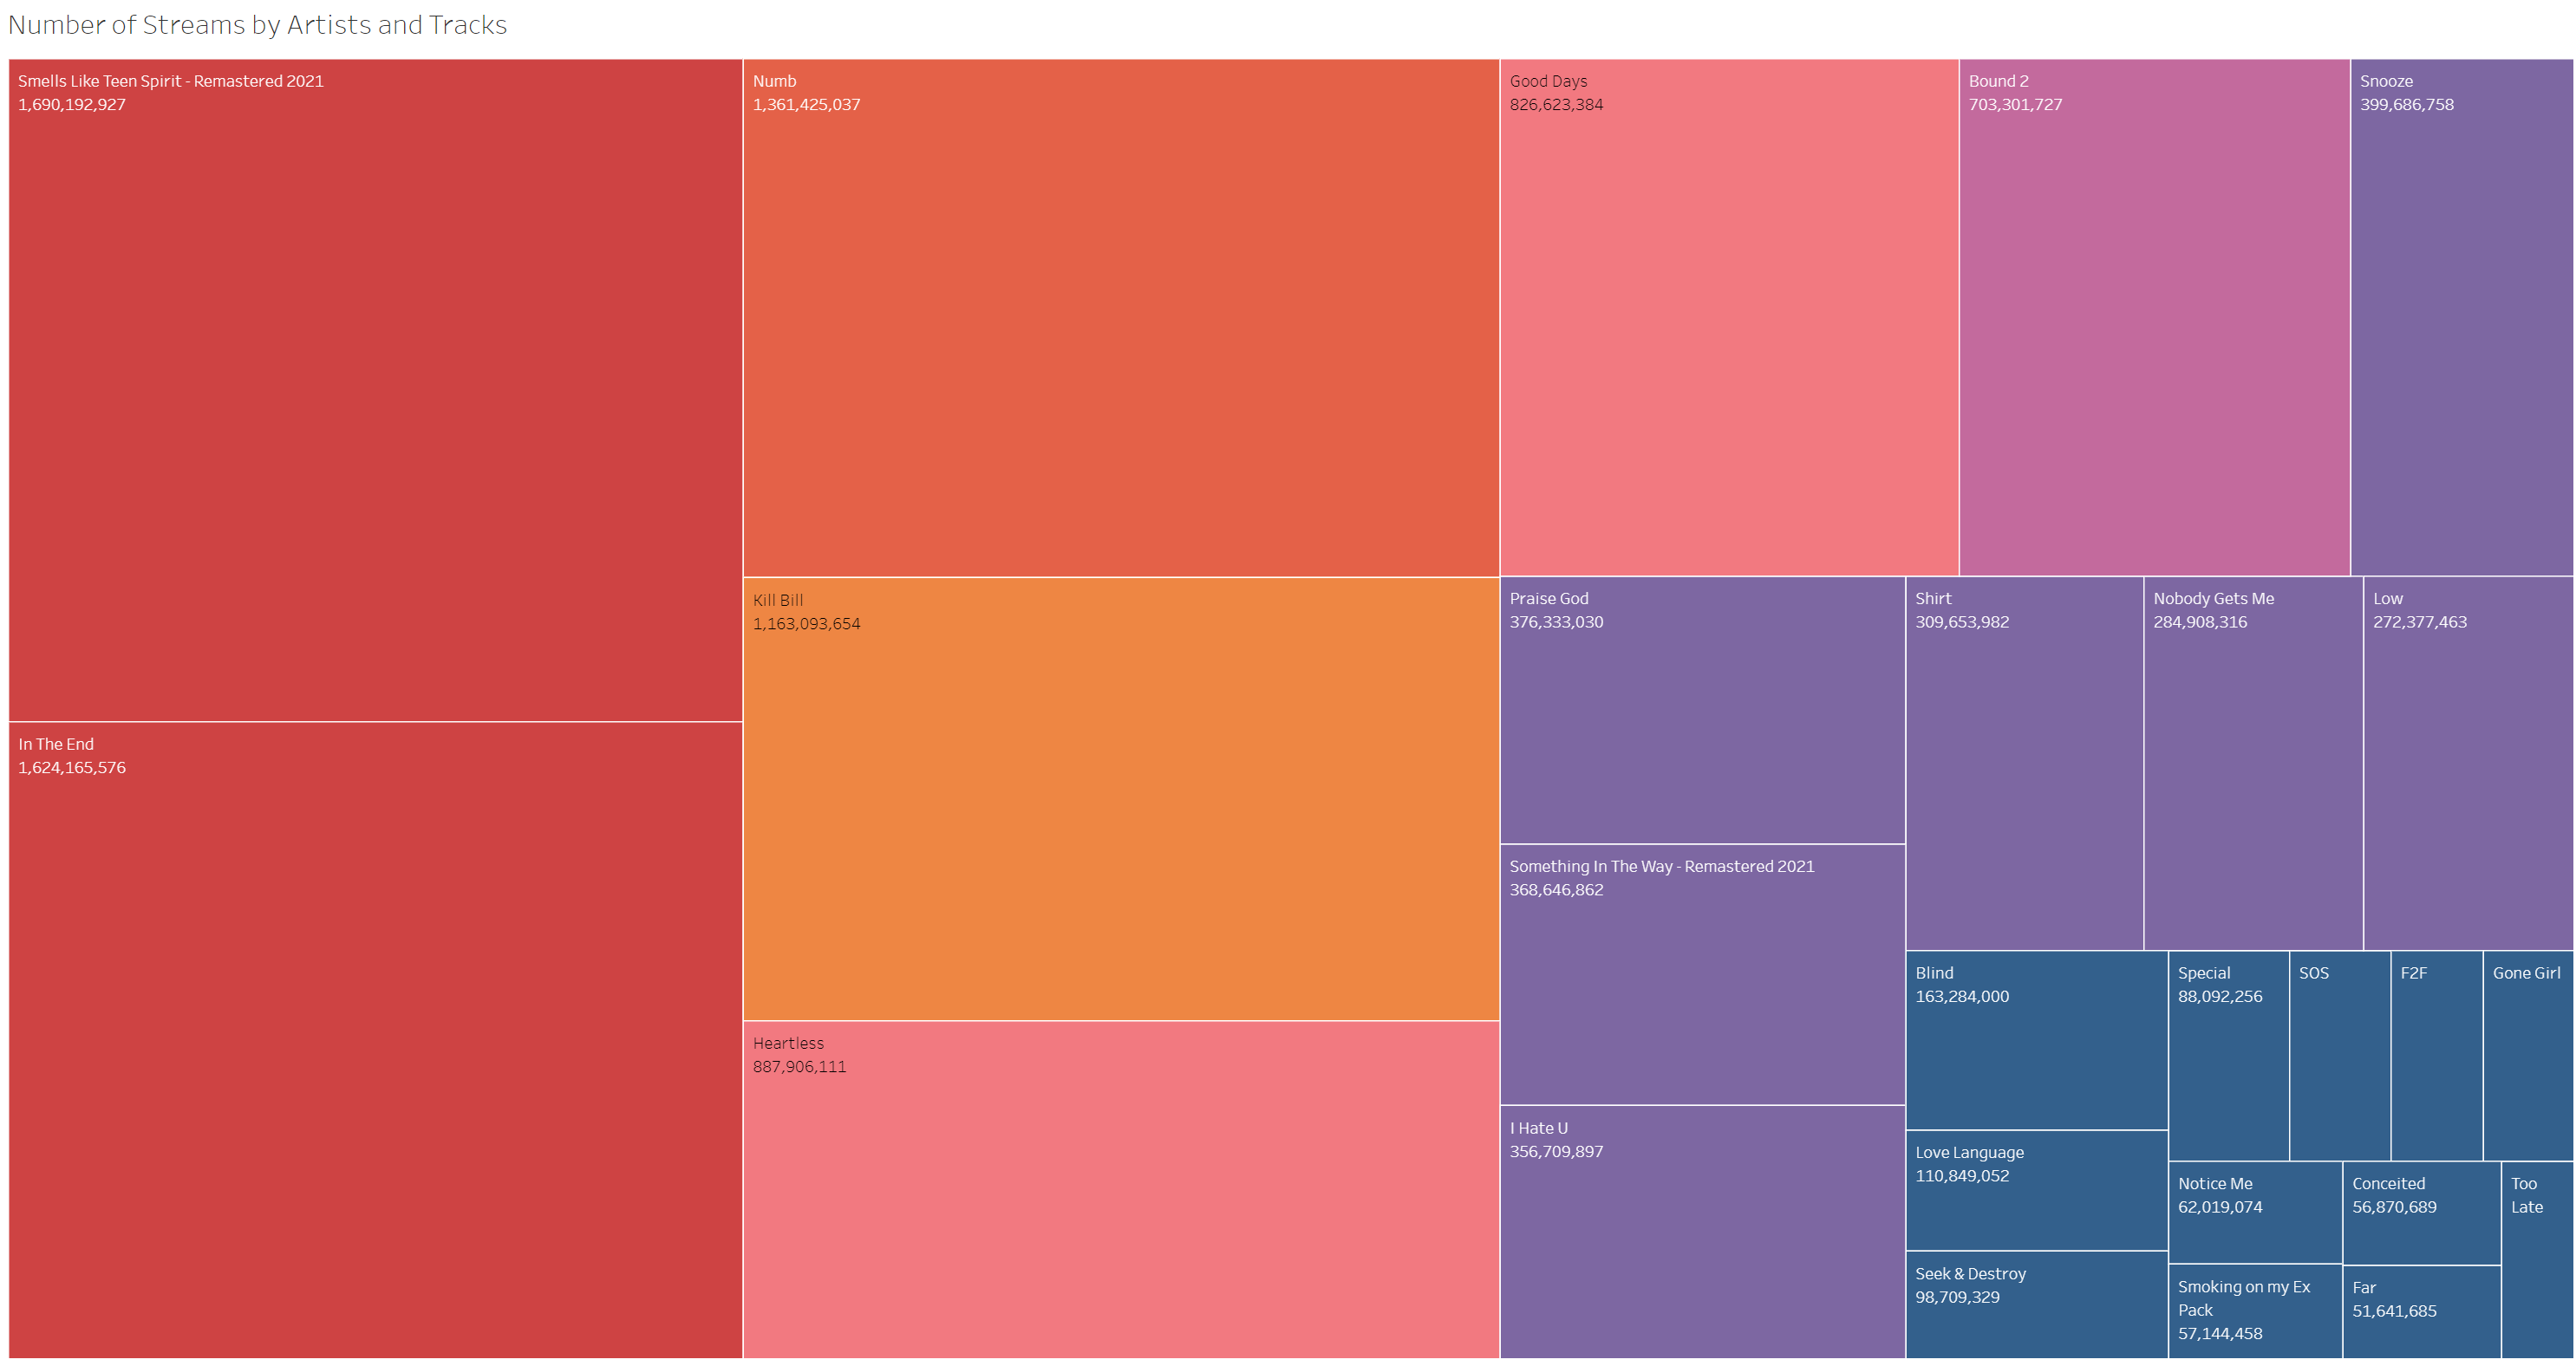 Number of Streams by Artists and Tracks
Smells Like Teen Spirit - Remastered 2021
1,690,192,927
In The End
1,624,165,576
Numb
1,361,425,037
Kill Bill
1,163,093,654
Heartless
887,906,111
Good Days
826,623,384
Bound 2
703,301,727
Snooze
399,686,758
Praise God
376,333,030
Something In The Way - Remastered 2021
368,646,862
I Hate U
356,709,897
Shirt
309,653,982
Nobody Gets Me
284,908,316
Low
272,377,463
Blind
163,284,000
Love Language
110,849,052
Seek & Destroy
98,709,329
Special
88,092,256
SOS
F2F
Gone Girl
Notice Me
62,019,074
Smoking on my Ex
Pack
57,144,458
Conceited
56,870,689
Far
51,641,685
Too
Late